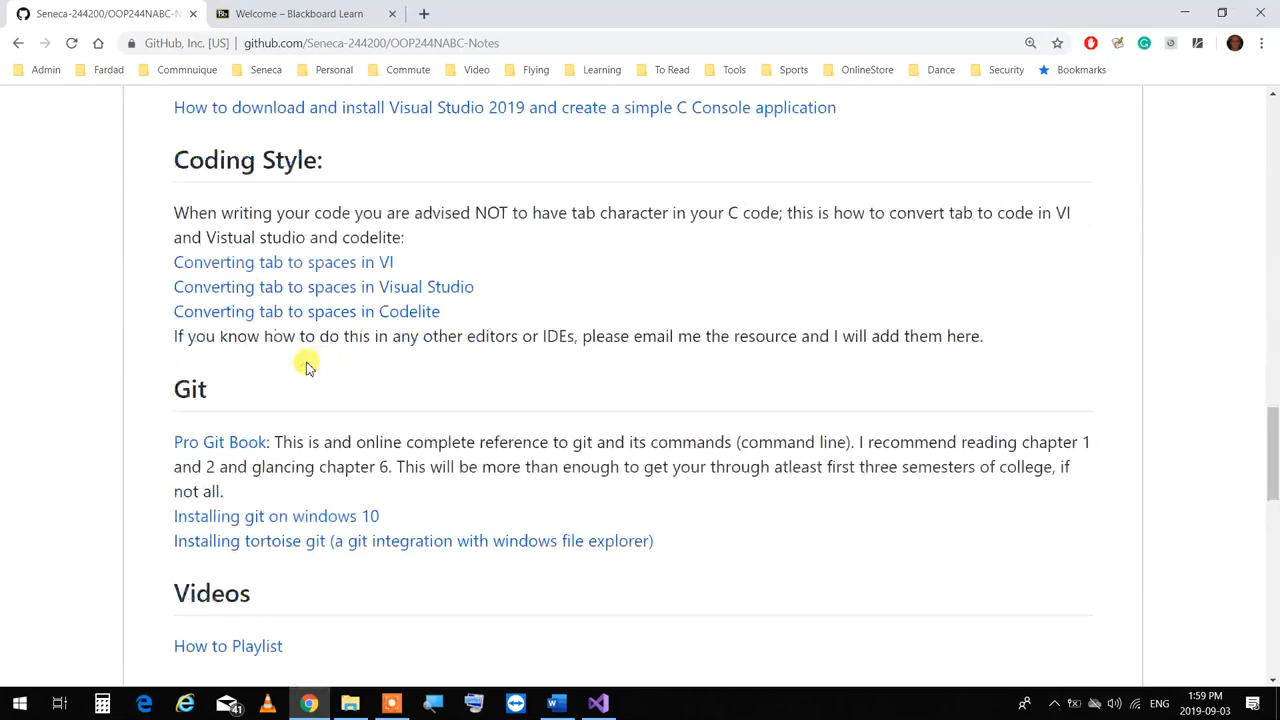 Seneca-244200/OOP244NABC-N
Welcome – Blackboard Learn
GitHub, Inc. [US] | github.com/Seneca-244200/OOP244NABC-Notes
Admin Fardad Commnuique Seneca Personal Commute Video Flying Learning To Read Tools Sports OnlineStore Dance Security Bookmarks
How to download and install Visual Studio 2019 and create a simple C Console application
Coding Style:
When writing your code you are advised NOT to have tab character in your C code; this is how to convert tab to code in VI
and Vistual studio and codelite:
Converting tab to spaces in VI
Converting tab to spaces in Visual Studio
Converting tab to spaces in Codelite
If you know how to do this in any other editors or IDEs, please email me the resource and I will add them here.
Git
Pro Git Book: This is and online complete reference to git and its commands (command line). I recommend reading chapter 1
and 2 and glancing chapter 6. This will be more than enough to get your through atleast first three semesters of college, if
not all.
Installing git on windows 10
Installing tortoise git (a git integration with windows file explorer)
Videos
How to Playlist
41
ENG
1:59 PM
2019-09-03